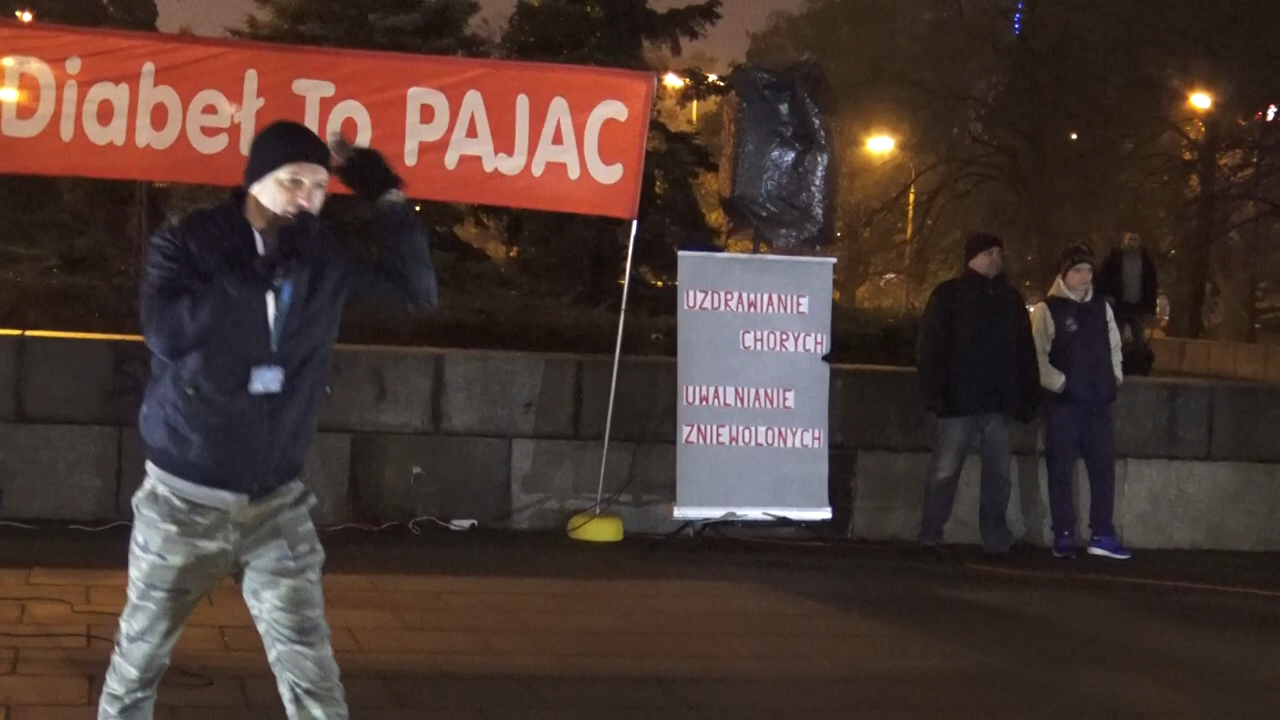 Diabeł To PAJAC
UZDRAWIANIE
CHORYCH
UWALNIANIE
ZNIEWOLONYCH